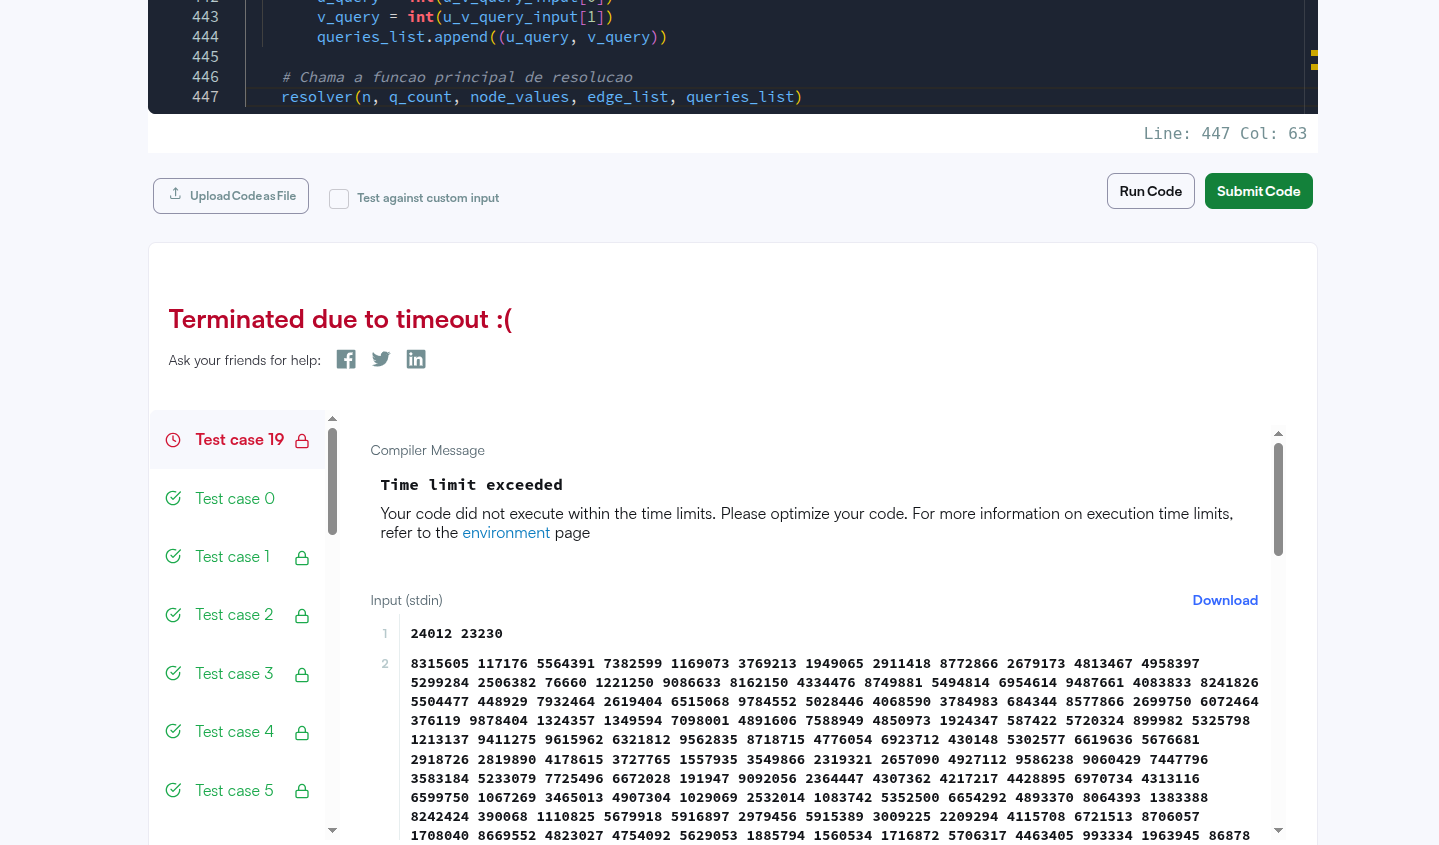 442 u_query = int(u_v_query_input[0])
443 v_query = int(u_v_query_input[1])
444 queries_list.append((u_query, v_query))
445
446 # Chama a funcao principal de resolucao
447 resolver(n, q_count, node_values, edge_list, queries_list)
Line: 447 Col: 63
Upload Code as File
Test against custom input
Run Code
Submit Code
Terminated due to timeout :(
Ask your friends for help:
Test case 19
Test case 0
Test case 1
Test case 2
Test case 3
Test case 4
Test case 5
Compiler Message
Time limit exceeded
Your code did not execute within the time limits. Please optimize your code. For more information on execution time limits,
refer to the environment page
Input (stdin)
Download
1 24012 23230
2 8315605 117176 5564391 7382599 1169073 3769213 1949065 2911418 8772866 2679173 4813467 4958397
5299284 2506382 76660 1221250 9086633 8162150 4334476 8749881 5494814 6954614 9487661 4083833 8241826
5504477 448929 7932464 2619404 6515068 9784552 5028446 4068590 3784983 684344 8577866 2699750 6072464
376119 9878404 1324357 1349594 7098001 4891606 7588949 4850973 1924347 587422 5720324 899982 5325798
1213137 9411275 9615962 6321812 9562835 8718715 4776054 6923712 430148 5302577 6619636 5676681
2918726 2819890 4178615 3727765 1557935 3549866 2319321 2657090 4927112 9586238 9060429 7447796
3583184 5233079 7725496 6672028 191947 9092056 2364447 4307362 4217217 4428895 6970734 4313116
6599750 1067269 3465013 4907304 1029069 2532014 1083742 5352500 6654292 4893370 8064393 1383388
8242424 390068 1110825 5679918 5916897 2979456 5915389 3009225 2209294 4115708 6721513 8706057
1708040 8669552 4823027 4754092 5629053 1885794 1560534 1716872 5706317 4463405 993334 1963945 86878